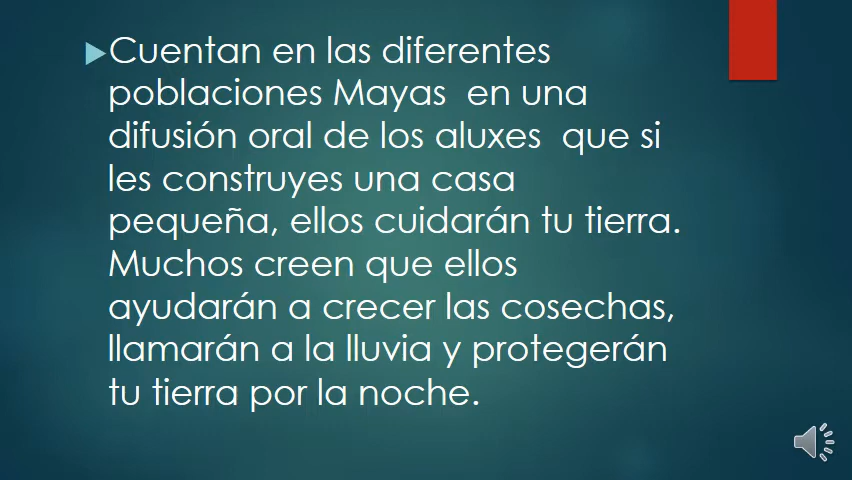 Cuentan en las diferentes
poblaciones Mayas  en una
difusión oral de los aluxes  que si
les construyes una casa
pequeña, ellos cuidarán tu tierra.
Muchos creen que ellos
ayudarán a crecer las cosechas,
llamarán a la lluvia y protegerán
tu tierra por la noche.